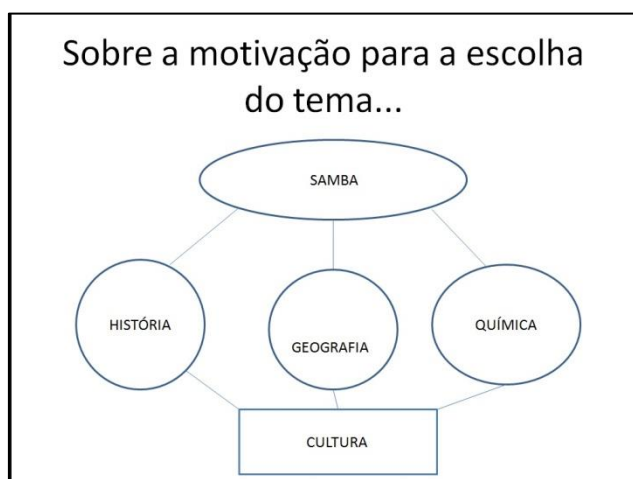 Sobre a motivação para a escolha
do tema...
SAMBA
HISTÓRIA
GEOGRAFIA
QUÍMICA
CULTURA